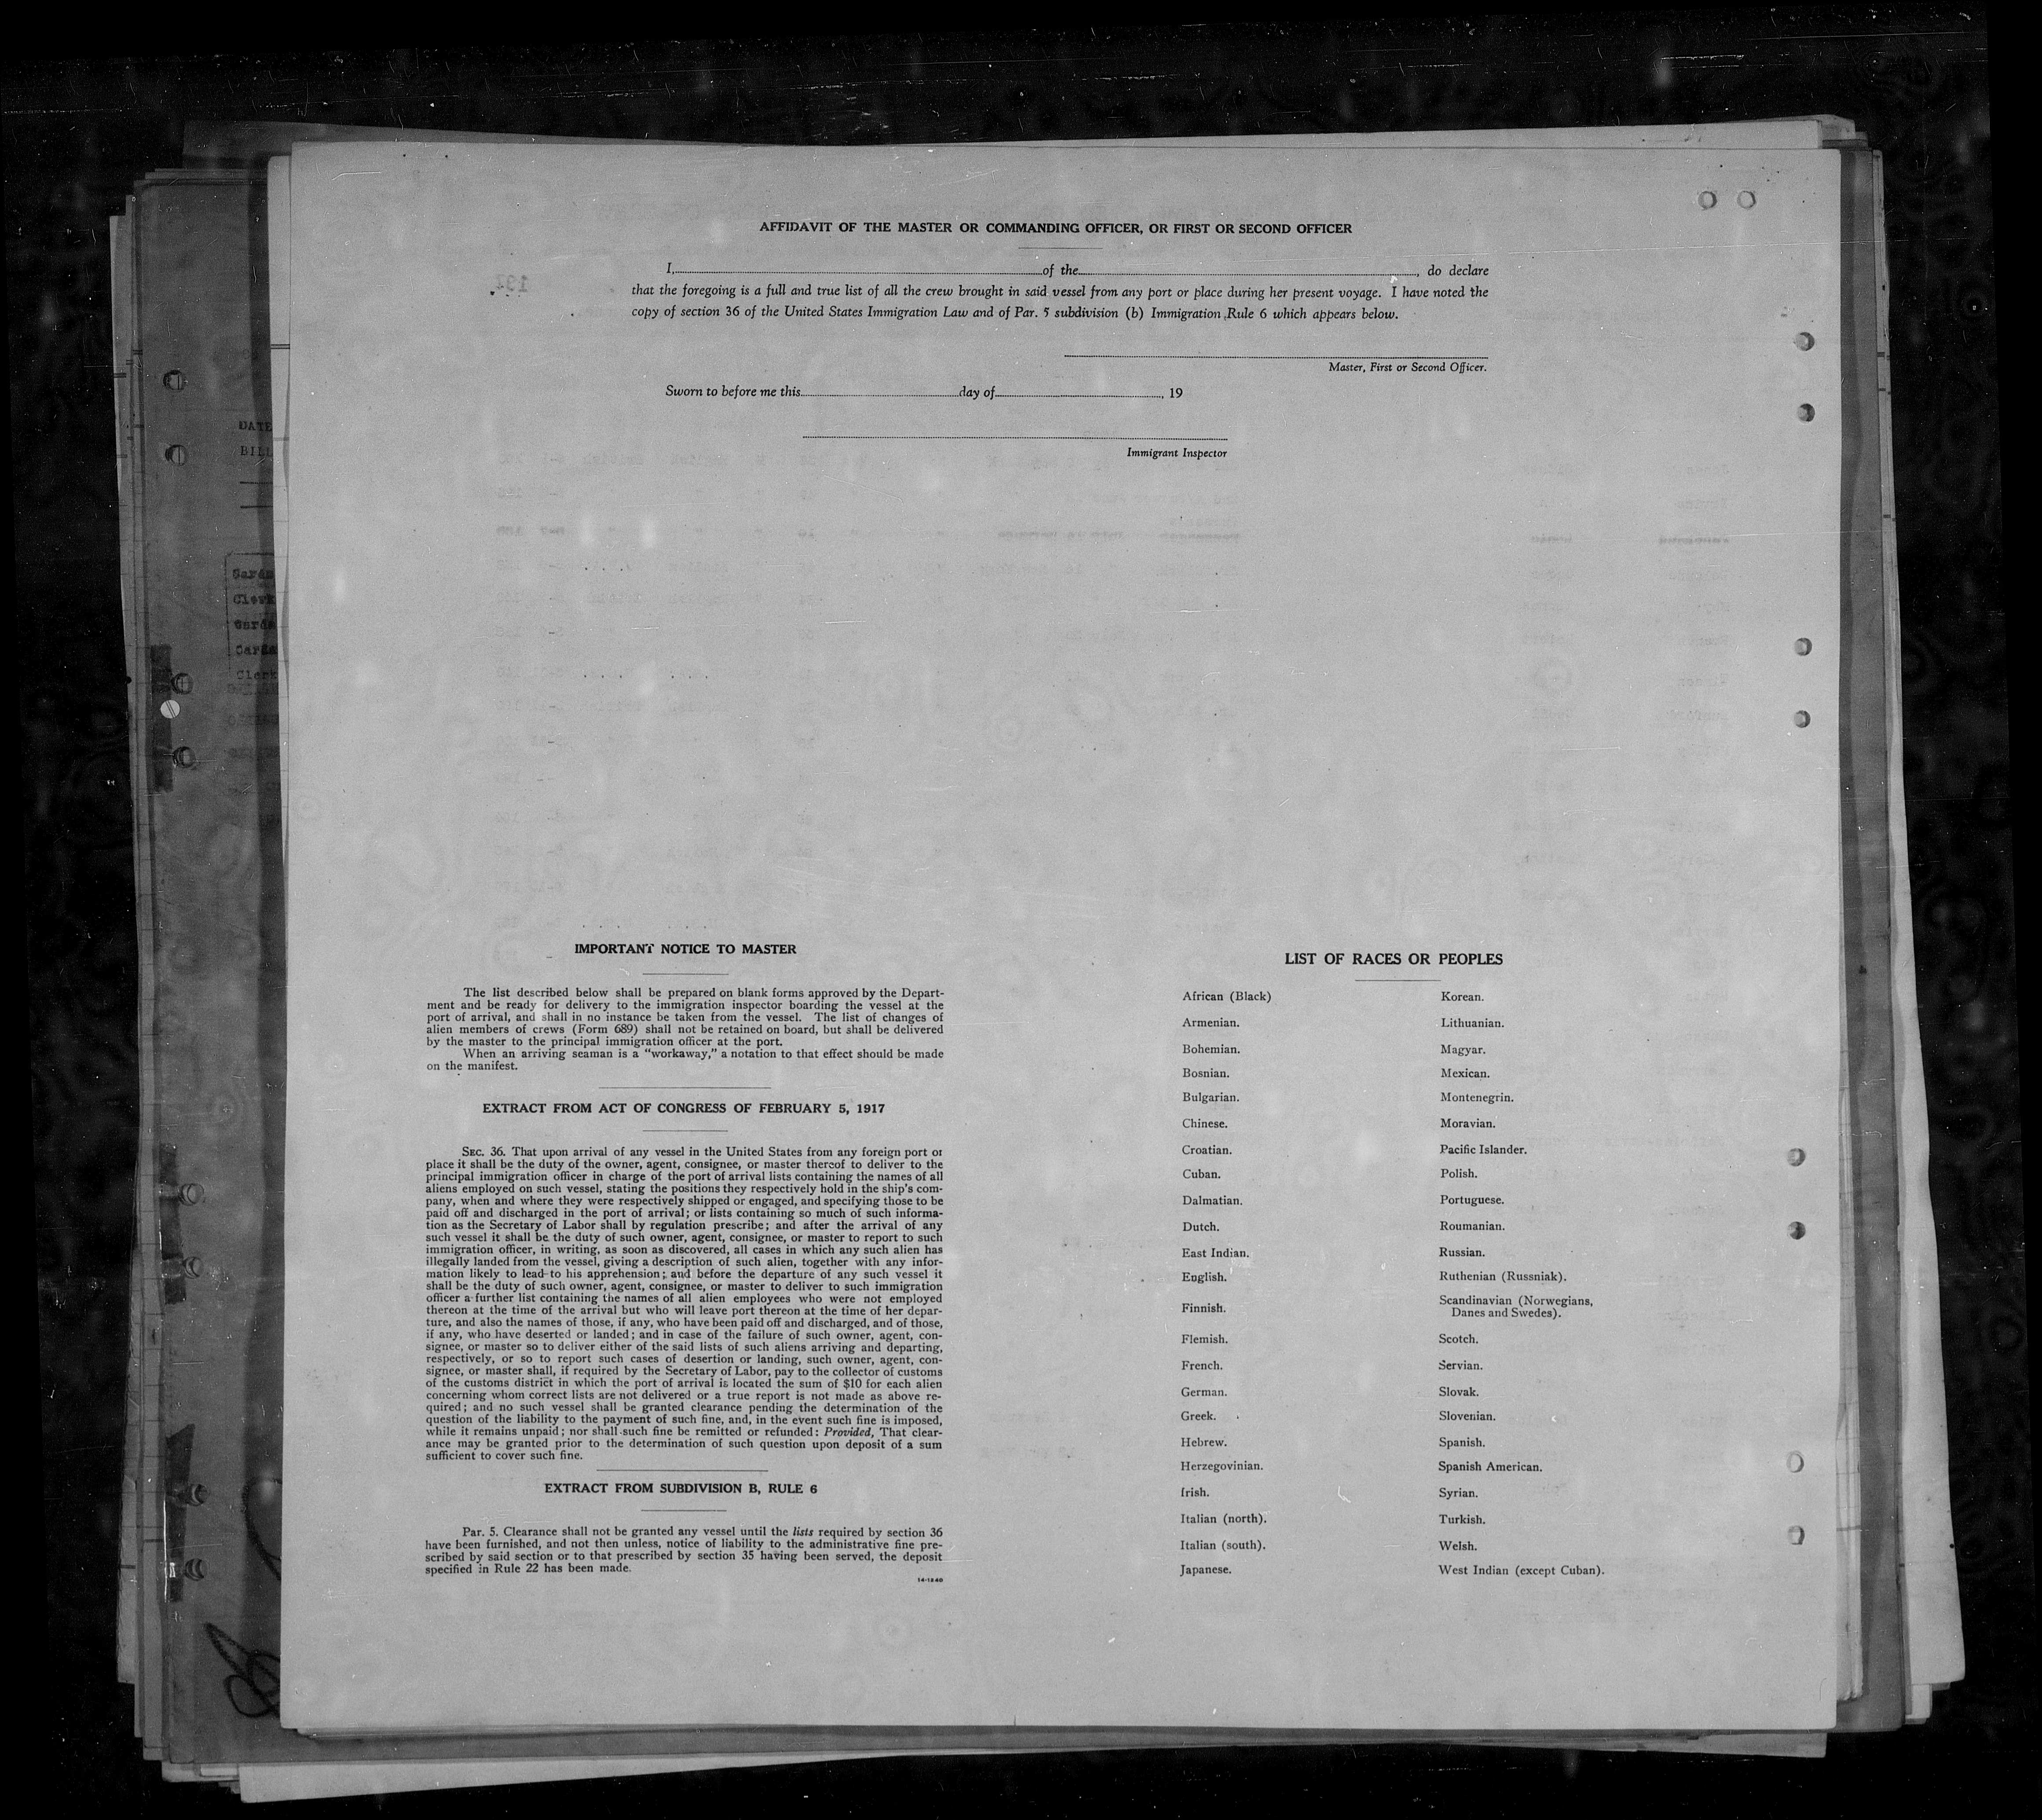 AFFIDAVIT OF THE MASTER OR COMMANDING OFFICER, OR FIRST OR SECOND OFFICER
I, of the , do declare
that the foregoing is a full and true list of all the crew brought in said vessel from any port or place during her present voyage. I have noted the
copy of section 36 of the United States Immigration Law and of Par. 5 subdivision (b) Immigration Rule 6 which appears below.
Master, First or Second Officer.
Sworn to before me this day of , 19
Immigrant Inspector
DATE
BILL
Clerk
Clerk
IMPORTANT NOTICE TO MASTER
The list described below shall be prepared on blank forms approved by the Depart-
ment and be ready for delivery to the immigration inspector boarding the vessel at the
port of arrival, and shall in no instance be taken from the vessel. The list of changes of
alien members of crews (Form 689) shall not be retained on board, but shall be delivered
by the master to the principal immigration officer at the port.
When an arriving seaman is a "workaway," a notation to that effect should be made
on the manifest.
EXTRACT FROM ACT OF CONGRESS OF FEBRUARY 5, 1917
SEC. 36. That upon arrival of any vessel in the United States from any foreign port or
place it shall be the duty of the owner, agent, consignee, or master thereof to deliver to the
principal immigration officer in charge of the port of arrival lists containing the names of all
aliens employed on such vessel, stating the positions they respectively hold in the ship's com-
pany, when and where they were respectively shipped or engaged, and specifying those to be
paid off and discharged in the port of arrival; or lists containing so much of such informa-
tion as the Secretary of Labor shall by regulation prescribe; and after the arrival of any
such vessel it shall be the duty of such owner, agent, consignee, or master to report to such
immigration officer, in writing, as soon as discovered, all cases in which any such alien has
illegally landed from the vessel, giving a description of such alien, together with any infor-
mation likely to lead to his apprehension; and before the departure of any such vessel it
shall be the duty of such owner, agent, consignee, or master to deliver to such immigration
officer a further list containing the names of all alien employees who were not employed
thereon at the time of the arrival but who will leave port thereon at the time of her depar-
ture, and also the names of those, if any, who have been paid off and discharged, and of those,
if any, who have deserted or landed; and in case of the failure of such owner, agent, con-
signee, or master so to deliver either of the said lists of such aliens arriving and departing,
respectively, or so to report such cases of desertion or landing, such owner, agent, con-
signee, or master shall, if required by the Secretary of Labor, pay to the collector of customs
of the customs district in which the port of arrival is located the sum of $10 for each alien
concerning whom correct lists are not delivered or a true report is not made as above re-
quired; and no such vessel shall be granted clearance pending the determination of the
question of the liability to the payment of such fine, and, in the event such fine is imposed,
while it remains unpaid; nor shall such fine be remitted or refunded: Provided, That clear-
ance may be granted prior to the determination of such question upon deposit of a sum
sufficient to cover such fine.
EXTRACT FROM SUBDIVISION B, RULE 6
Par. 5. Clearance shall not be granted any vessel until the lists required by section 36
have been furnished, and not then unless, notice of liability to the administrative fine pre-
scribed by said section or to that prescribed by section 35 having been served, the deposit
specified in Rule 22 has been made.
14-1240
LIST OF RACES OR PEOPLES
African (Black)
Armenian.
Bohemian.
Bosnian.
Bulgarian.
Chinese.
Croatian.
Cuban.
Dalmatian.
Dutch.
East Indian.
English.
Finnish.
Flemish.
French.
German.
Greek.
Hebrew.
Herzegovinian.
Irish.
Italian (north).
Italian (south).
Japanese.
Korean.
Lithuanian.
Magyar.
Mexican.
Montenegrin.
Moravian.
Pacific Islander.
Polish.
Portuguese.
Roumanian.
Russian.
Ruthenian (Russniak).
Scandinavian (Norwegians,
Danes and Swedes).
Scotch.
Servian.
Slovak.
Slovenian.
Spanish.
Spanish American.
Syrian.
Turkish.
Welsh.
West Indian (except Cuban).